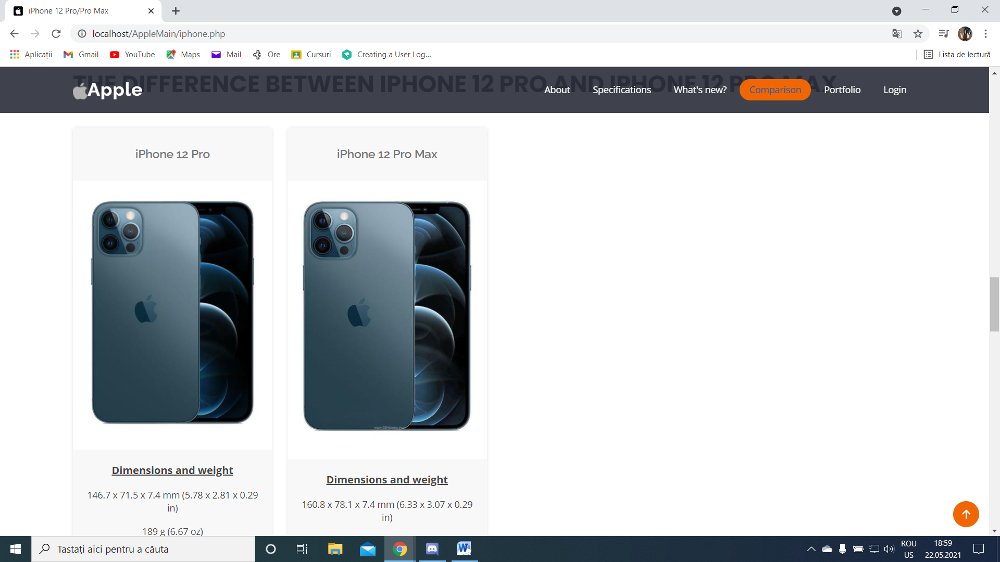 iPhone 12 Pro/Pro Max
localhost/AppleMain/iphone.php
Aplicații Gmail YouTube Maps Mail Ore Cursuri Creating a User Log... Lista de lectură
THE DIFFERENCE BETWEEN IPHONE 12 PRO AND IPHONE 12 PRO MAX
Apple About Specifications What's new? Comparison Portfolio Login
iPhone 12 Pro
iPhone 12 Pro Max
www.GSMArena.com
Dimensions and weight
146.7 x 71.5 x 7.4 mm (5.78 x 2.81 x 0.29
in)
189 g (6.67 oz)
Dimensions and weight
160.8 x 78.1 x 7.4 mm (6.33 x 3.07 x 0.29
in)
Tastați aici pentru a căuta
ROU
US
18:59
22.05.2021